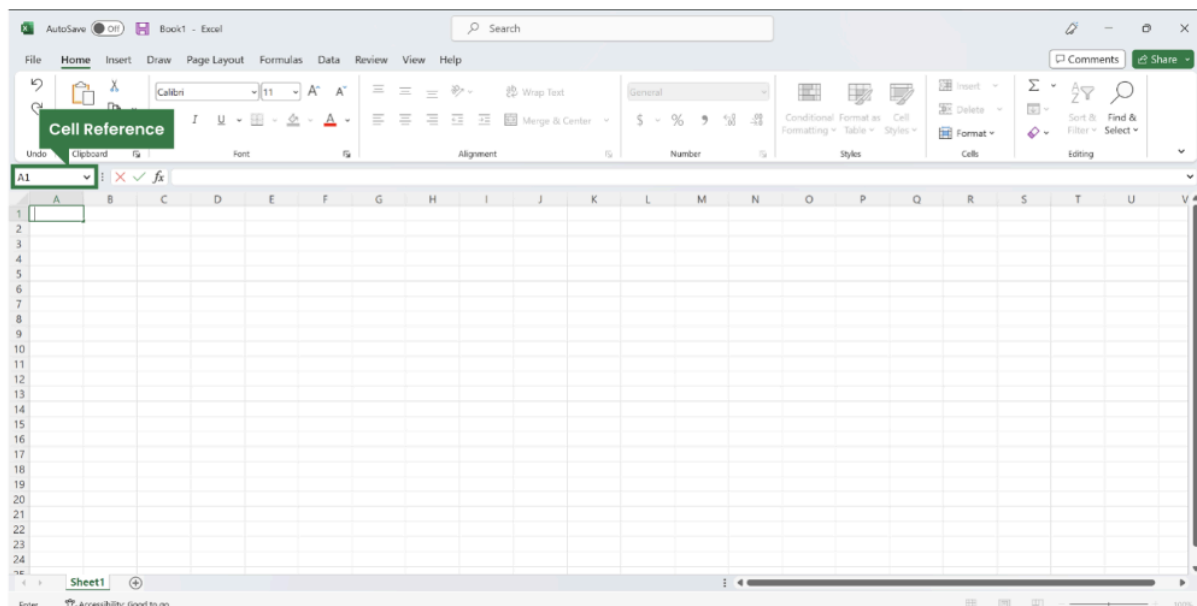 AutoSave Off Book1 - Excel Search
File Home Insert Draw Page Layout Formulas Data Review View Help Comments Share
Calibri 11 A A Wrap Text General Insert
Cell Reference
I U A Merge & Center $ % 9 Conditional Formatting Format as Table Cell Styles Delete Format Sort & Filter Find & Select
Undo Clipboard Font Alignment Number Styles Cells Editing
A1 fx
A B C D E F G H I J K L M N O P Q R S T U V
1
2
3
4
5
6
7
8
9
10
11
12
13
14
15
16
17
18
19
20
21
22
23
24
25
Sheet1
Enter Accessibility: Good to go 100%